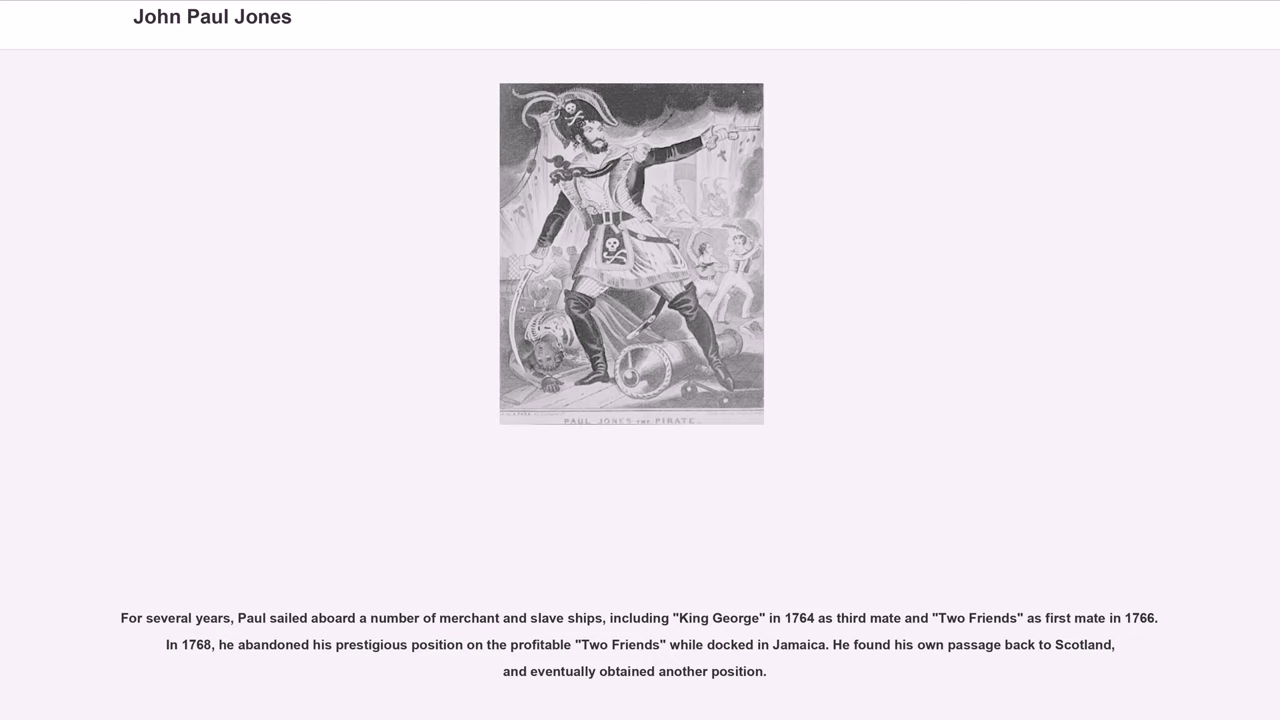 John Paul Jones
PAUL JONES THE PIRATE.
For several years, Paul sailed aboard a number of merchant and slave ships, including "King George" in 1764 as third mate and "Two Friends" as first mate in 1766.
In 1768, he abandoned his prestigious position on the profitable "Two Friends" while docked in Jamaica. He found his own passage back to Scotland,
and eventually obtained another position.